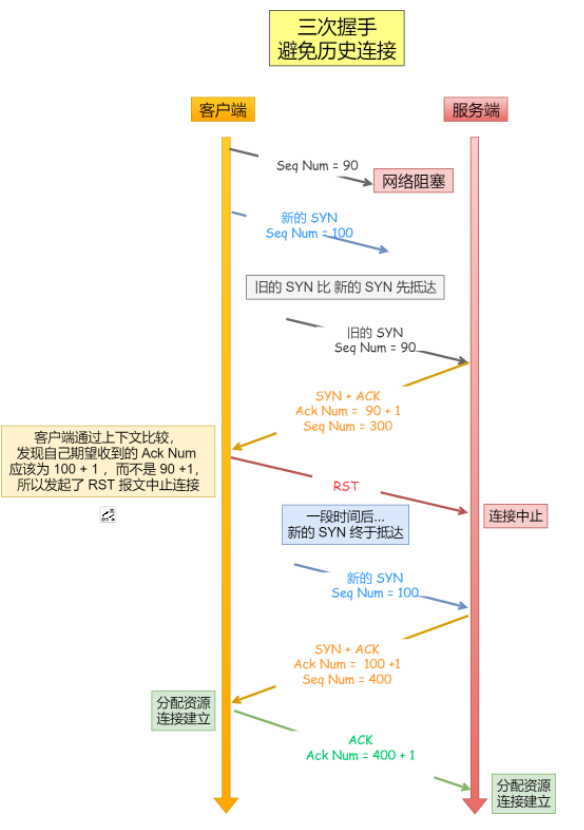 三次握手
避免历史连接
客户端
服务端
Seq Num = 90
网络阻塞
新的 SYN
Seq Num = 100
旧的 SYN 比 新的 SYN 先抵达
旧的 SYN
Seq Num = 90
SYN + ACK
Ack Num = 90 + 1
Seq Num = 300
客户端通过上下文比较，
发现自己期望收到的 Ack Num
应该为 100 + 1 ，而不是 90 +1，
所以发起了 RST 报文中止连接
RST
连接中止
一段时间后...
新的 SYN 终于抵达
新的 SYN
Seq Num = 100
SYN + ACK
Ack Num = 100 +1
Seq Num = 400
分配资源
连接建立
ACK
Ack Num = 400 + 1
分配资源
连接建立